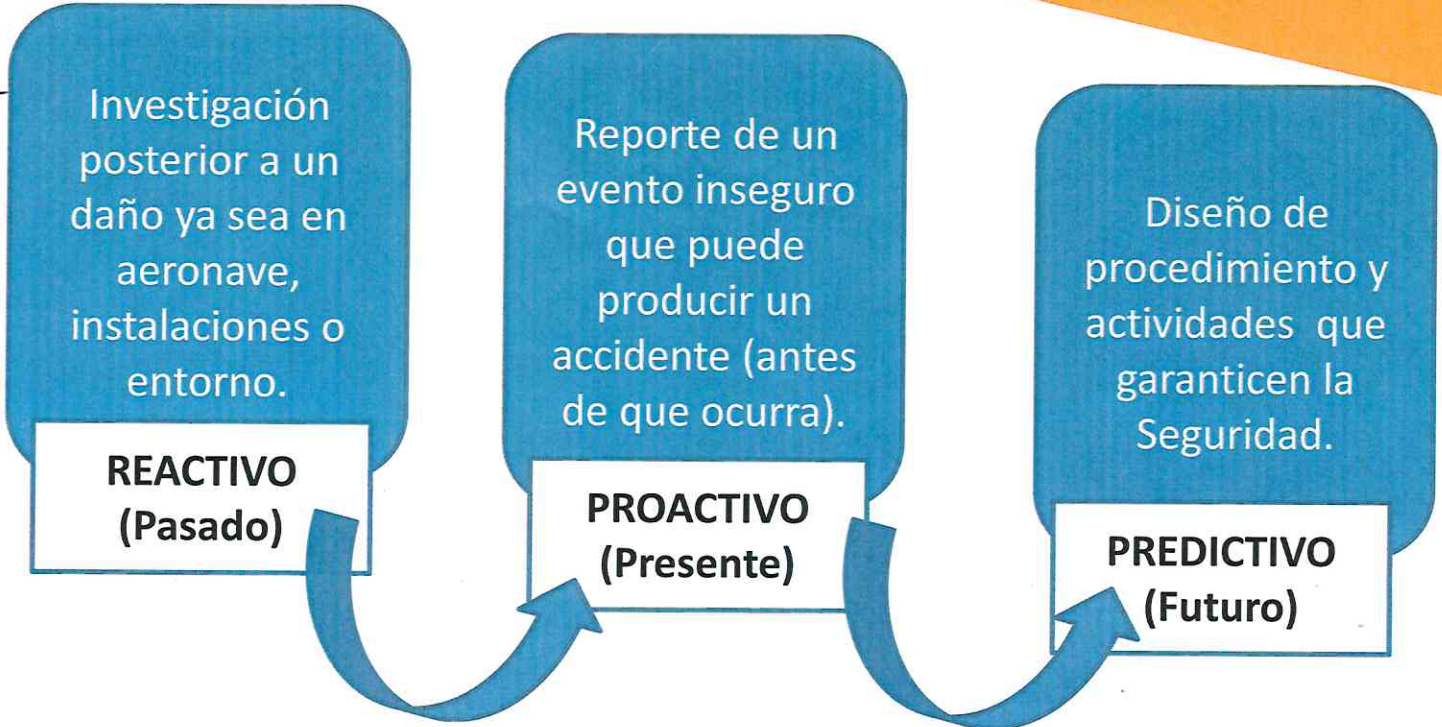 Investigación
posterior a un
daño ya sea en
aeronave,
instalaciones o
entorno.
REACTIVO
(Pasado)
Reporte de un
evento inseguro
que puede
producir un
accidente (antes
de que ocurra).
PROACTIVO
(Presente)
Diseño de
procedimiento y
actividades que
garanticen la
Seguridad.
PREDICTIVO
(Futuro)